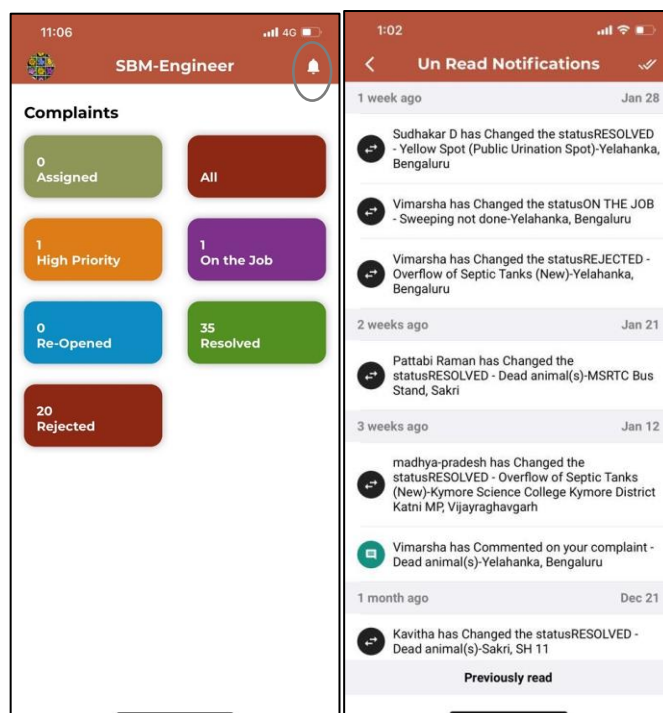 11:06
4G
SBM-Engineer
Complaints
0
Assigned
All
1
High Priority
1
On the Job
0
Re-Opened
35
Resolved
20
Rejected
1:02
Un Read Notifications
1 week ago Jan 28
Sudhakar D has Changed the statusRESOLVED
- Yellow Spot (Public Urination Spot)-Yelahanka,
Bengaluru
Vimarsha has Changed the statusON THE JOB
- Sweeping not done-Yelahanka, Bengaluru
Vimarsha has Changed the statusREJECTED -
Overflow of Septic Tanks (New)-Yelahanka,
Bengaluru
2 weeks ago Jan 21
Pattabi Raman has Changed the
statusRESOLVED - Dead animal(s)-MSRTC Bus
Stand, Sakri
3 weeks ago Jan 12
madhya-pradesh has Changed the
statusRESOLVED - Overflow of Septic Tanks
(New)-Kymore Science College Kymore District
Katni MP, Vijayraghavgarh
Vimarsha has Commented on your complaint -
Dead animal(s)-Yelahanka, Bengaluru
1 month ago Dec 21
Kavitha has Changed the statusRESOLVED -
Dead animal(s)-Sakri, SH 11
Previously read